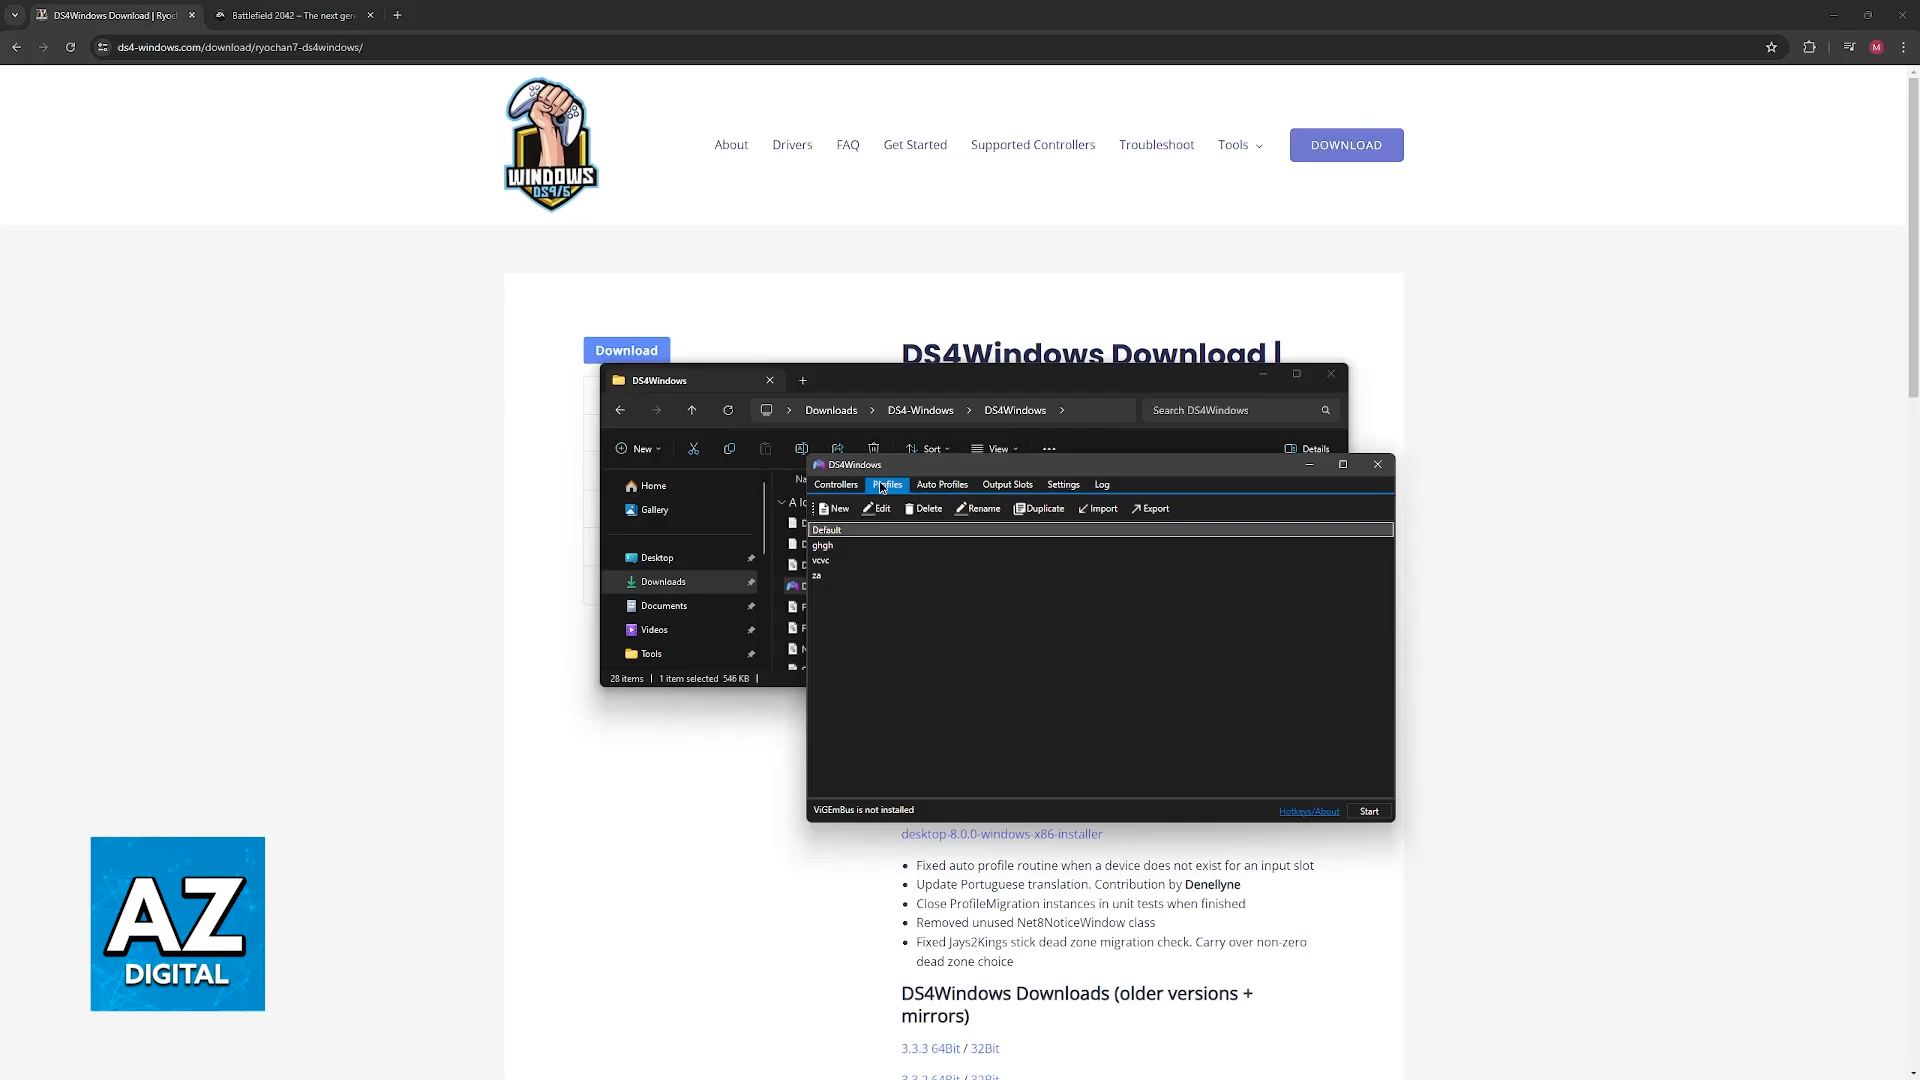 DS4Windows Download | Ryoc
Battlefield 2042 – The next gen
ds4-windows.com/download/ryochan7-ds4windows/
M
WINDOWS
DS4/5
About
Drivers
FAQ
Get Started
Supported Controllers
Troubleshoot
Tools
DOWNLOAD
Download
DS4Windows Download |
DS4Windows
Downloads > DS4-Windows > DS4Windows >
Search DS4Windows
New
Sort
View
Details
Home
Gallery
Desktop
Downloads
Documents
Videos
Tools
28 items | 1 item selected 546 KB |
DS4Windows
Controllers
Profiles
Auto Profiles
Output Slots
Settings
Log
New
Edit
Delete
Rename
Duplicate
Import
Export
Default
ghgh
vcvc
za
ViGEmBus is not installed
Hotkeys/About
Start
desktop-8.0.0-windows-x86-installer
• Fixed auto profile routine when a device does not exist for an input slot
• Update Portuguese translation. Contribution by Denellyne
• Close ProfileMigration instances in unit tests when finished
• Removed unused Net8NoticeWindow class
• Fixed Jays2Kings stick dead zone migration check. Carry over non-zero
dead zone choice
DS4Windows Downloads (older versions +
mirrors)
3.3.3 64Bit / 32Bit
3.3.2 64Bit / 32Bit
AZ
DIGITAL